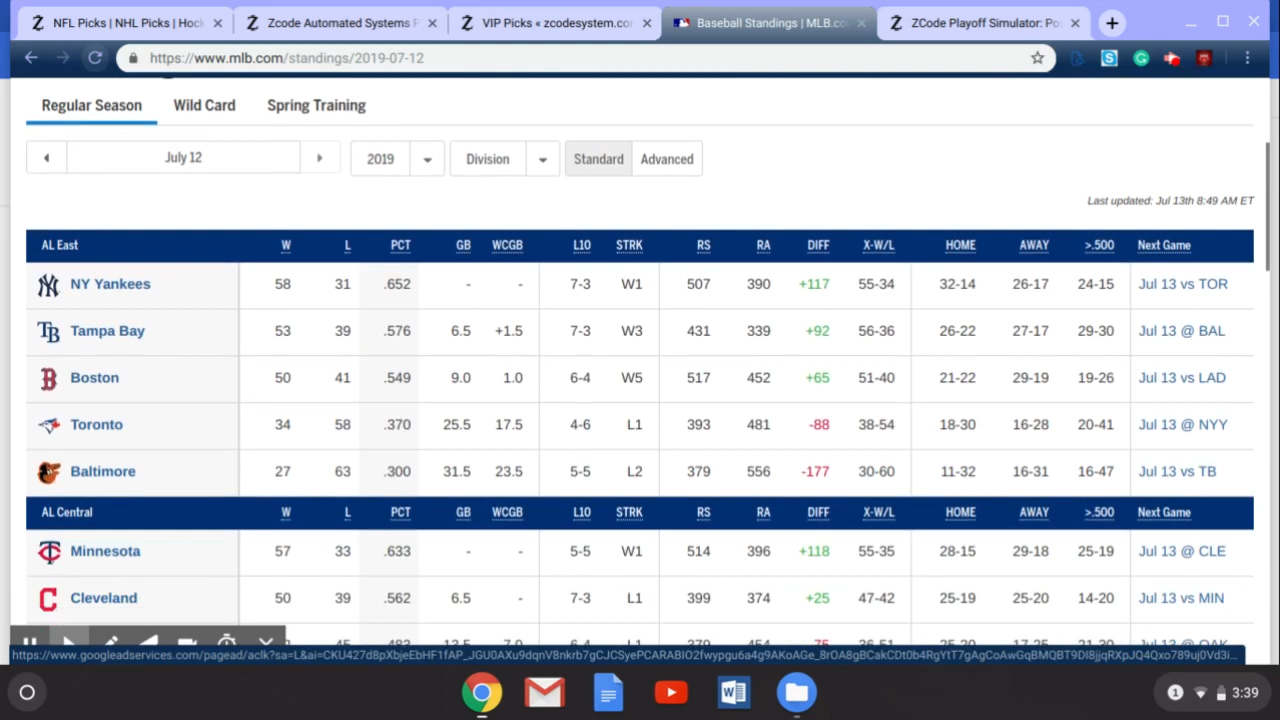 NFL Picks | NHL Picks | Hock
Zcode Automated Systems P
VIP Picks « zcodesystem.cor
Baseball Standings | MLB.co
ZCode Playoff Simulator: Po
https://www.mlb.com/standings/2019-07-12
Regular Season Wild Card Spring Training
July 12 2019 Division Standard Advanced
Last updated: Jul 13th 8:49 AM ET
AL East W L PCT GB WCGB L10 STRK RS RA DIFF X-W/L HOME AWAY >.500 Next Game
NY Yankees 58 31 .652 - - 7-3 W1 507 390 +117 55-34 32-14 26-17 24-15 Jul 13 vs TOR
Tampa Bay 53 39 .576 6.5 +1.5 7-3 W3 431 339 +92 56-36 26-22 27-17 29-30 Jul 13 @ BAL
Boston 50 41 .549 9.0 1.0 6-4 W5 517 452 +65 51-40 21-22 29-19 19-26 Jul 13 vs LAD
Toronto 34 58 .370 25.5 17.5 4-6 L1 393 481 -88 38-54 18-30 16-28 20-41 Jul 13 @ NYY
Baltimore 27 63 .300 31.5 23.5 5-5 L2 379 556 -177 30-60 11-32 16-31 16-47 Jul 13 vs TB
AL Central W L PCT GB WCGB L10 STRK RS RA DIFF X-W/L HOME AWAY >.500 Next Game
Minnesota 57 33 .633 - - 5-5 W1 514 396 +118 55-35 28-15 29-18 25-19 Jul 13 @ CLE
Cleveland 50 39 .562 6.5 - 7-3 L1 399 374 +25 47-42 25-19 25-20 14-20 Jul 13 vs MIN
1 3:39